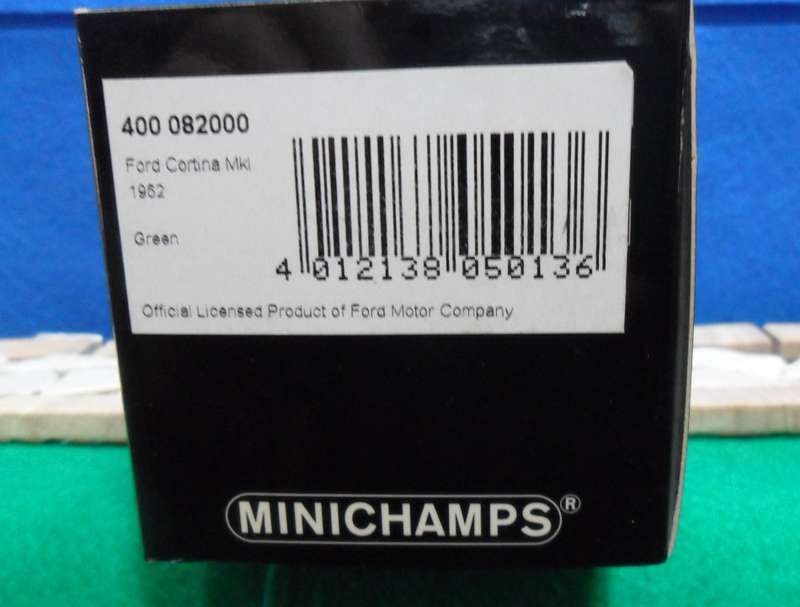 400 082000
Ford Cortina MkI
1962
Green
4 012138 050136
Official Licensed Product of Ford Motor Company
MINICHAMPS®